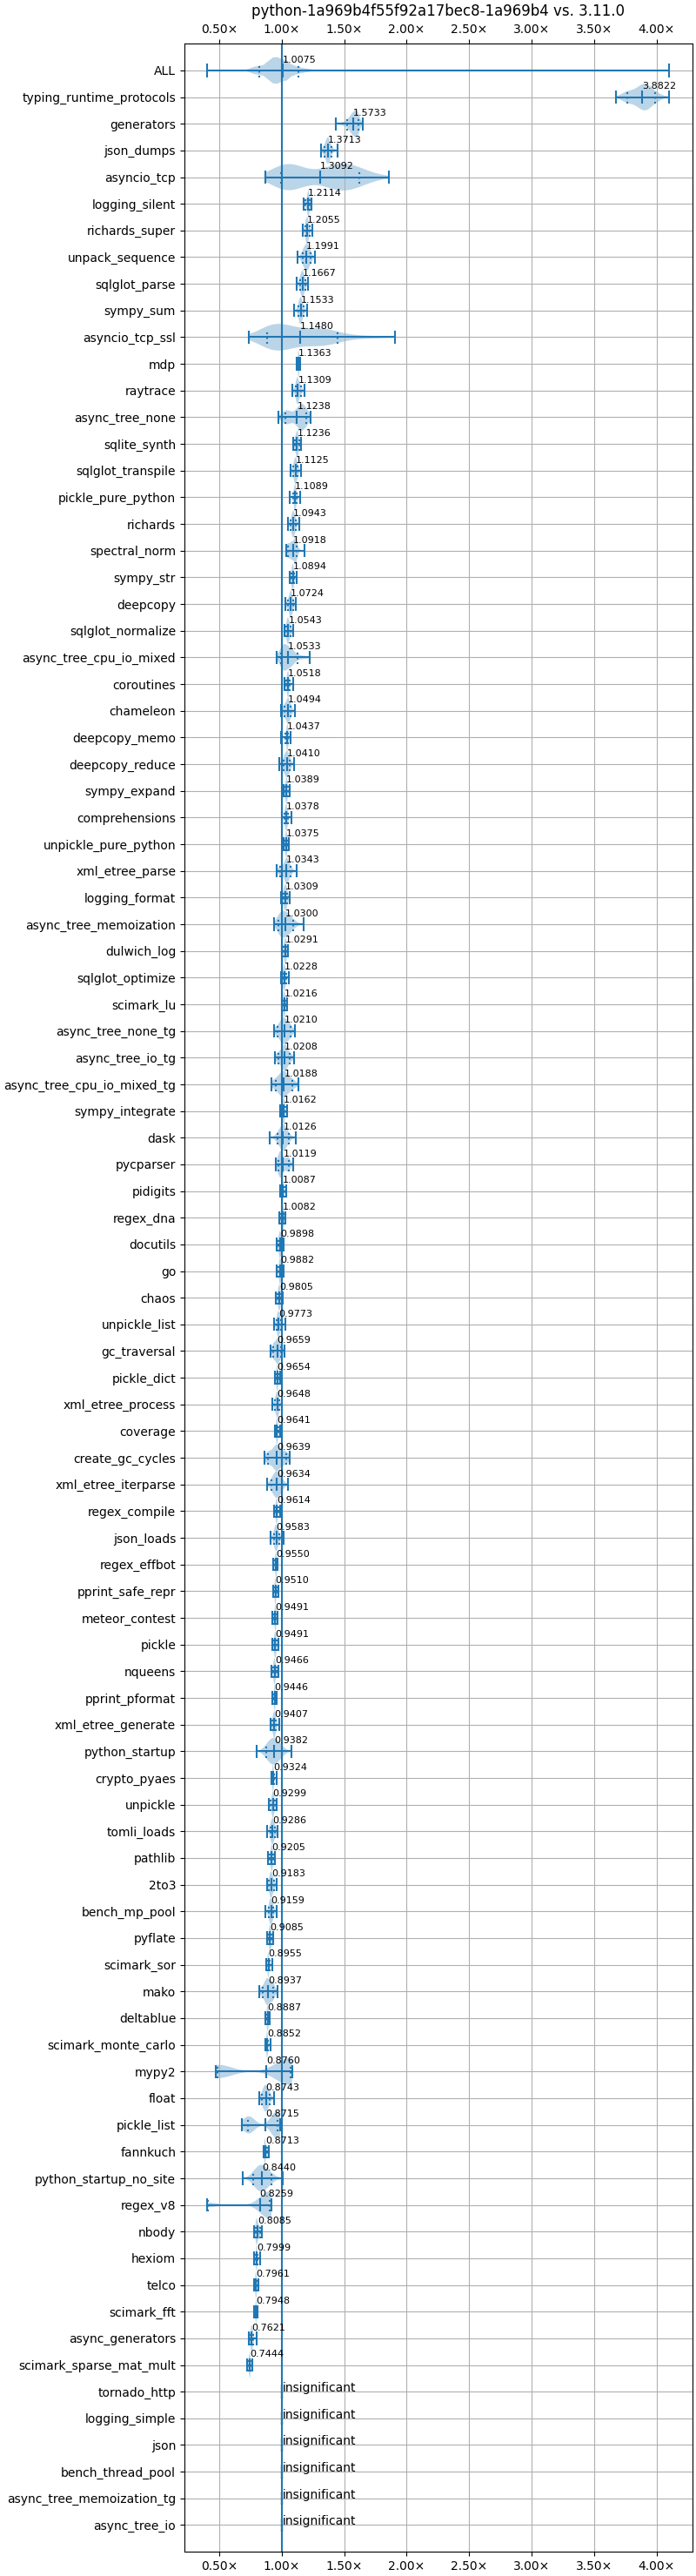 python-1a969b4f55f92a17bec8-1a969b4 vs. 3.11.0
0.50× 1.00× 1.50× 2.00× 2.50× 3.00× 3.50× 4.00×
ALL 1.0075
typing_runtime_protocols 3.8822
generators 1.5733
json_dumps 1.3713
asyncio_tcp 1.3092
logging_silent 1.2114
richards_super 1.2055
unpack_sequence 1.1991
sqlglot_parse 1.1667
sympy_sum 1.1533
asyncio_tcp_ssl 1.1480
mdp 1.1363
raytrace 1.1309
async_tree_none 1.1238
sqlite_synth 1.1236
sqlglot_transpile 1.1125
pickle_pure_python 1.1089
richards 1.0943
spectral_norm 1.0918
sympy_str 1.0894
deepcopy 1.0724
sqlglot_normalize 1.0543
async_tree_cpu_io_mixed 1.0533
coroutines 1.0518
chameleon 1.0494
deepcopy_memo 1.0437
deepcopy_reduce 1.0410
sympy_expand 1.0389
comprehensions 1.0378
unpickle_pure_python 1.0375
xml_etree_parse 1.0343
logging_format 1.0309
async_tree_memoization 1.0300
dulwich_log 1.0291
sqlglot_optimize 1.0228
scimark_lu 1.0216
async_tree_none_tg 1.0210
async_tree_io_tg 1.0208
async_tree_cpu_io_mixed_tg 1.0188
sympy_integrate 1.0162
dask 1.0126
pycparser 1.0119
pidigits 1.0087
regex_dna 1.0082
docutils 0.9898
go 0.9882
chaos 0.9805
unpickle_list 0.9773
gc_traversal 0.9659
pickle_dict 0.9654
xml_etree_process 0.9648
coverage 0.9641
create_gc_cycles 0.9639
xml_etree_iterparse 0.9634
regex_compile 0.9614
json_loads 0.9583
regex_effbot 0.9550
pprint_safe_repr 0.9510
meteor_contest 0.9491
pickle 0.9491
nqueens 0.9466
pprint_pformat 0.9446
xml_etree_generate 0.9407
python_startup 0.9382
crypto_pyaes 0.9324
unpickle 0.9299
tomli_loads 0.9286
pathlib 0.9205
2to3 0.9183
bench_mp_pool 0.9159
pyflate 0.9085
scimark_sor 0.8955
mako 0.8937
deltablue 0.8887
scimark_monte_carlo 0.8852
mypy2 0.8760
float 0.8743
pickle_list 0.8715
fannkuch 0.8713
python_startup_no_site 0.8440
regex_v8 0.8259
nbody 0.8085
hexiom 0.7999
telco 0.7961
scimark_fft 0.7948
async_generators 0.7621
scimark_sparse_mat_mult 0.7444
tornado_http insignificant
logging_simple insignificant
json insignificant
bench_thread_pool insignificant
async_tree_memoization_tg insignificant
async_tree_io insignificant
0.50× 1.00× 1.50× 2.00× 2.50× 3.00× 3.50× 4.00×